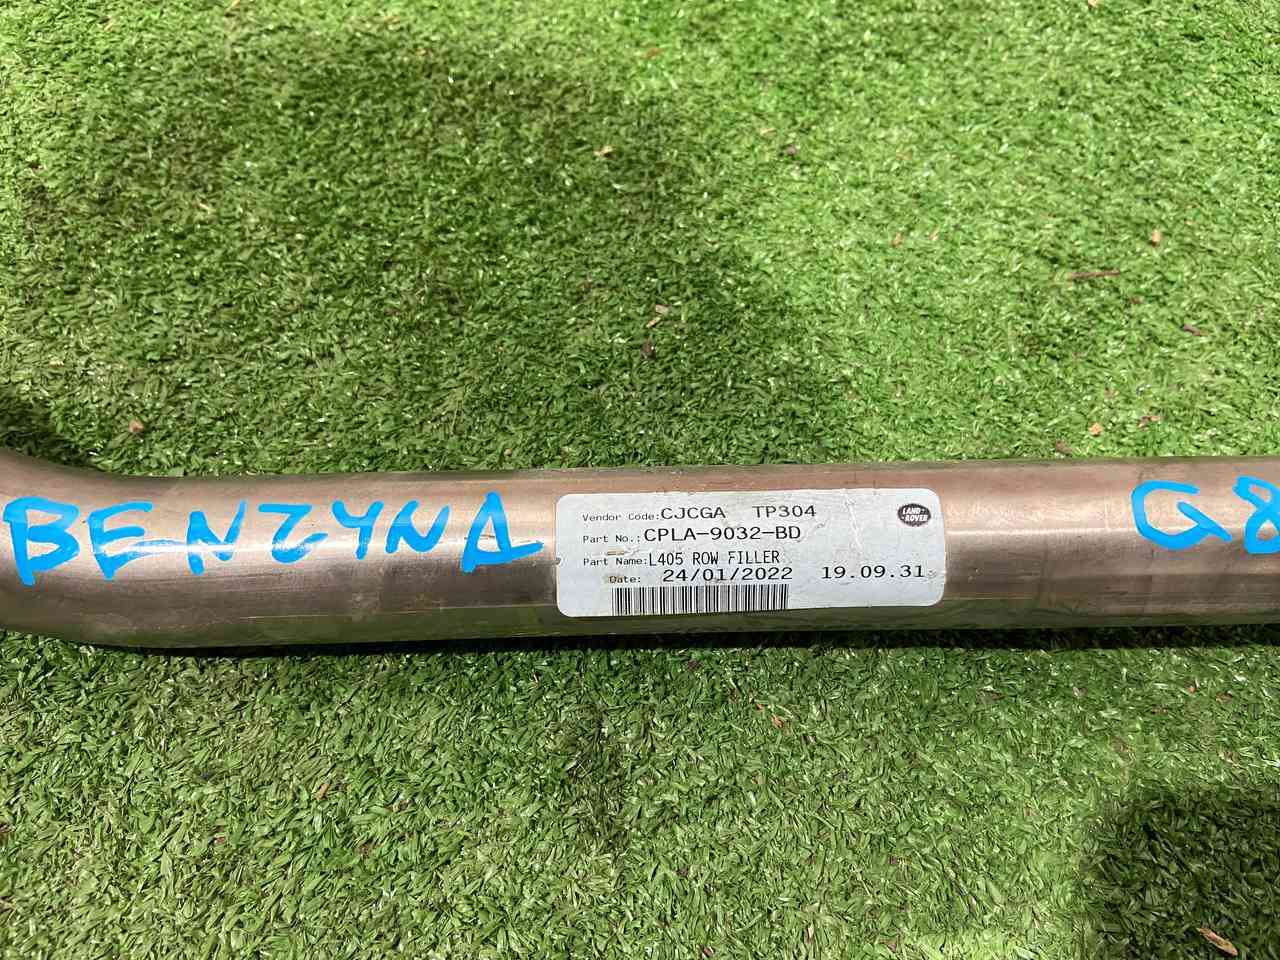 BENZYNA
Vendor Code:CJCGA TP304
Part No.:CPLA-9032-BD
Part Name:L405 ROW FILLER
Date: 24/01/2022 19.09.31
LAND-
-ROVER
G8